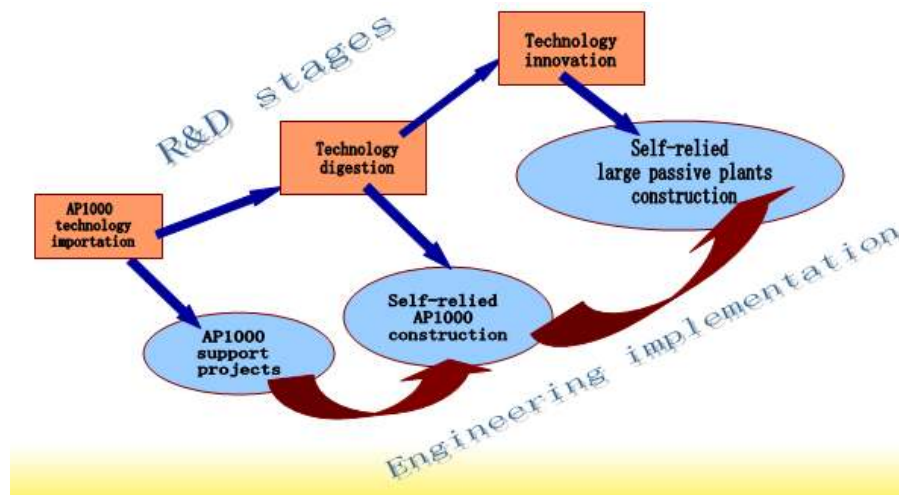 R&D stages
Technology
innovation
Technology
digestion
AP1000
technology
importation
Self-relied
large passive plants
construction
Self-relied
AP1000
construction
AP1000
support
projects
Engineering implementation